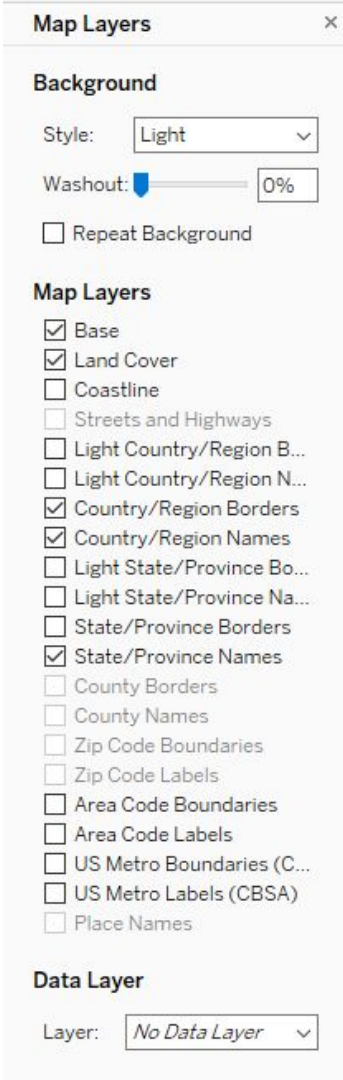 Map Layers
Background
Style: Light
Washout: 0%
Repeat Background
Map Layers
Base
Land Cover
Coastline
Streets and Highways
Light Country/Region B...
Light Country/Region N...
Country/Region Borders
Country/Region Names
Light State/Province Bo...
Light State/Province Na...
State/Province Borders
State/Province Names
County Borders
County Names
Zip Code Boundaries
Zip Code Labels
Area Code Boundaries
Area Code Labels
US Metro Boundaries (C...
US Metro Labels (CBSA)
Place Names
Data Layer
Layer: No Data Layer